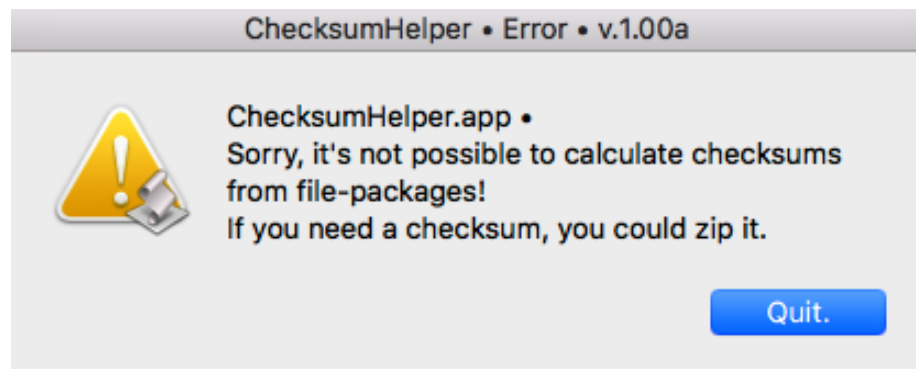 ChecksumHelper • Error • v.1.00a
ChecksumHelper.app •
Sorry, it's not possible to calculate checksums
from file-packages!
If you need a checksum, you could zip it.
Quit.